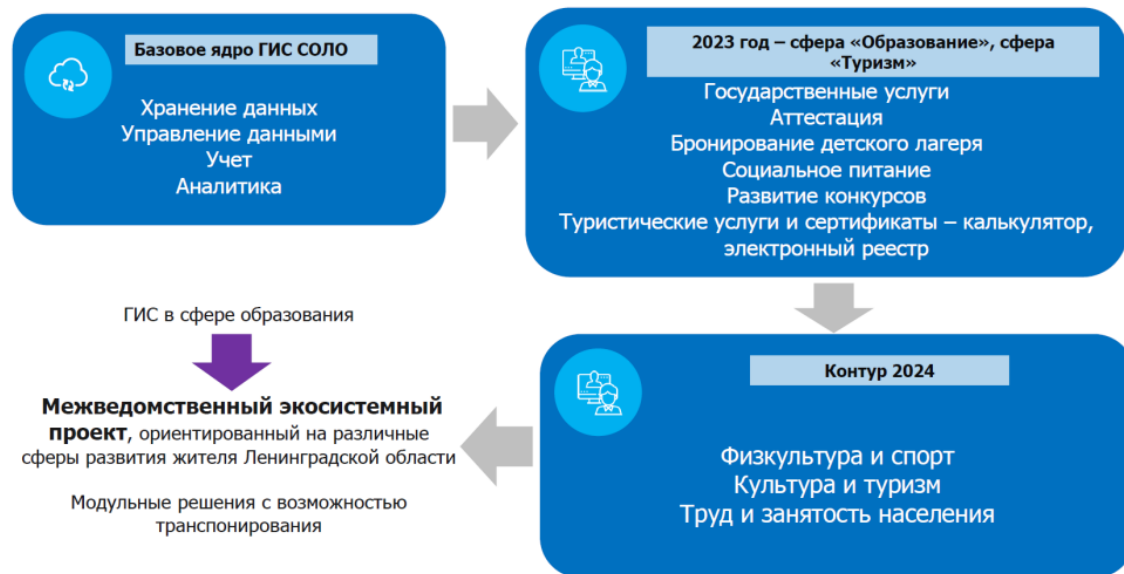 Базовое ядро ГИС СОЛО
Хранение данных
Управление данными
Учет
Аналитика
2023 год – сфера «Образование», сфера
«Туризм»
Государственные услуги
Аттестация
Бронирование детского лагеря
Социальное питание
Развитие конкурсов
Туристические услуги и сертификаты – калькулятор,
электронный реестр
ГИС в сфере образования
Межведомственный экосистемный
проект, ориентированный на различные
сферы развития жителя Ленинградской области
Модульные решения с возможностью
транспонирования
Контур 2024
Физкультура и спорт
Культура и туризм
Труд и занятость населения